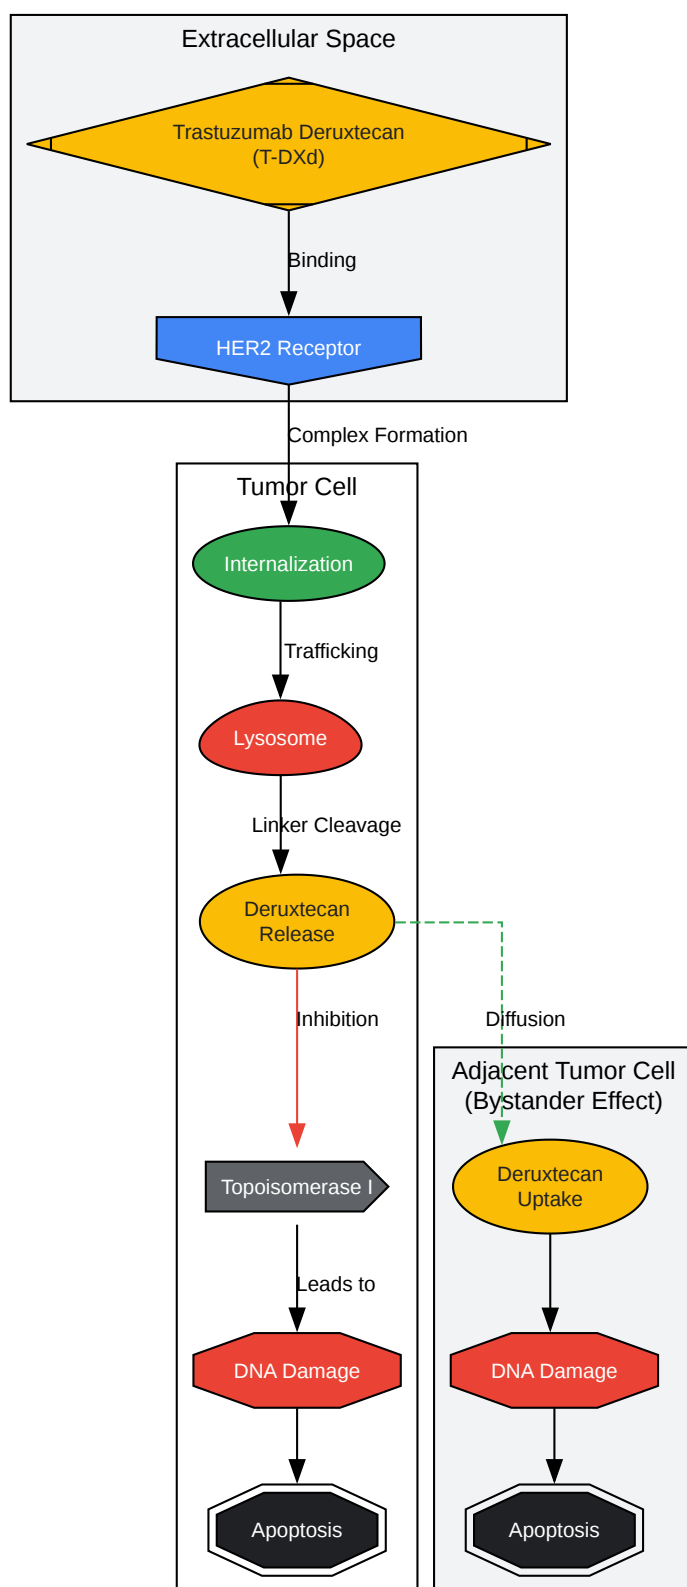 Extracellular Space
Trastuzumab Deruxtecan
(T-DXd)
Binding
HER2 Receptor
Complex Formation
Tumor Cell
Internalization
Trafficking
Lysosome
Linker Cleavage
Deruxtecan
Release
Inhibition
Diffusion
Adjacent Tumor Cell
(Bystander Effect)
Topoisomerase I
Deruxtecan
Uptake
Leads to
DNA Damage
DNA Damage
Apoptosis
Apoptosis